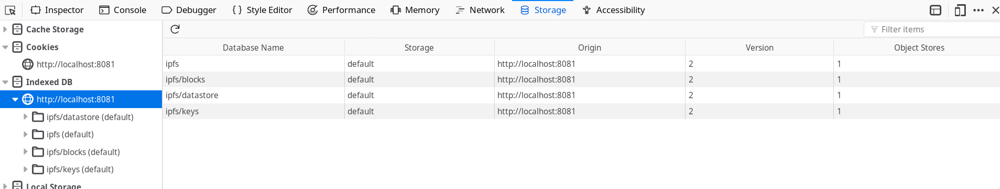 Inspector Console Debugger Style Editor Performance Memory Network Storage Accessibility
Cache Storage
Cookies
http://localhost:8081
Indexed DB
http://localhost:8081
ipfs/datastore (default)
ipfs (default)
ipfs/blocks (default)
ipfs/keys (default)
Local Storage
Filter items
Database Name Storage Origin Version Object Stores
ipfs default http://localhost:8081 2 1
ipfs/blocks default http://localhost:8081 2 1
ipfs/datastore default http://localhost:8081 2 1
ipfs/keys default http://localhost:8081 2 1